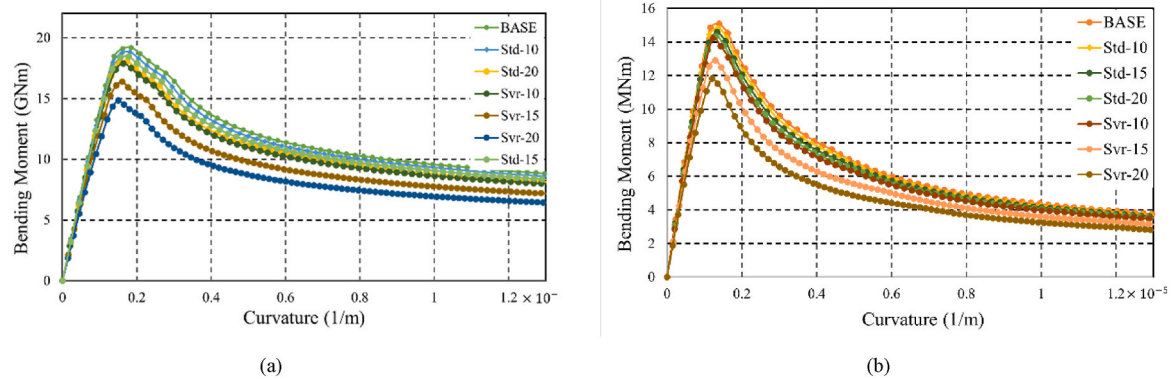 Bending Moment (GNm)
20
15
10
5
0
0 0.2 0.4 0.6 0.8 1 1.2 × 10⁻
Curvature (1/m)
BASE
Std-10
Std-20
Svr-10
Svr-15
Svr-20
Std-15
(a)
Bending Moment (MNm)
16
14
12
10
8
6
4
2
0
0 0.2 0.4 0.6 0.8 1 1.2 × 10⁻⁵
Curvature (1/m)
BASE
Std-10
Std-15
Std-20
Svr-10
Svr-15
Svr-20
(b)